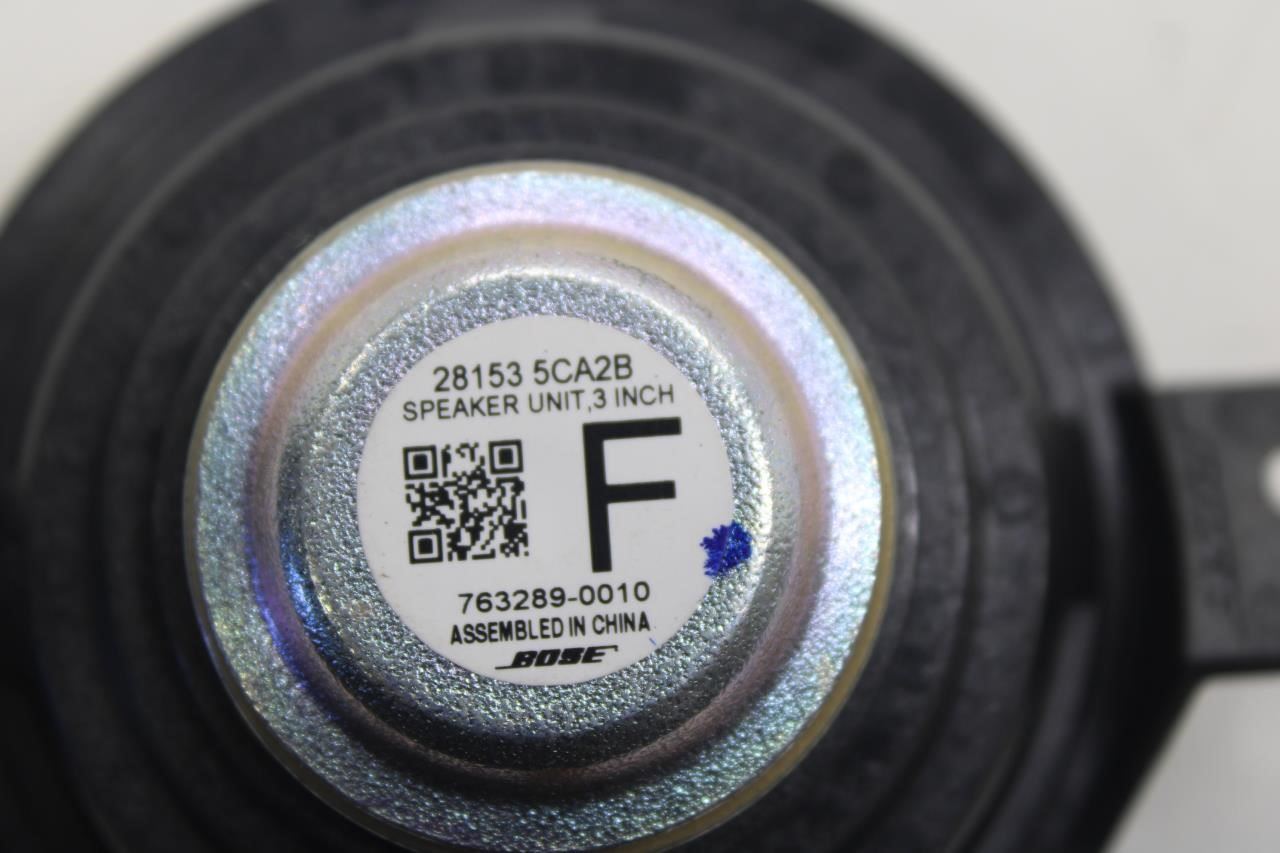 28153 5CA2B
SPEAKER UNIT,3 INCH
F
763289-0010
ASSEMBLED IN CHINA
BOSE